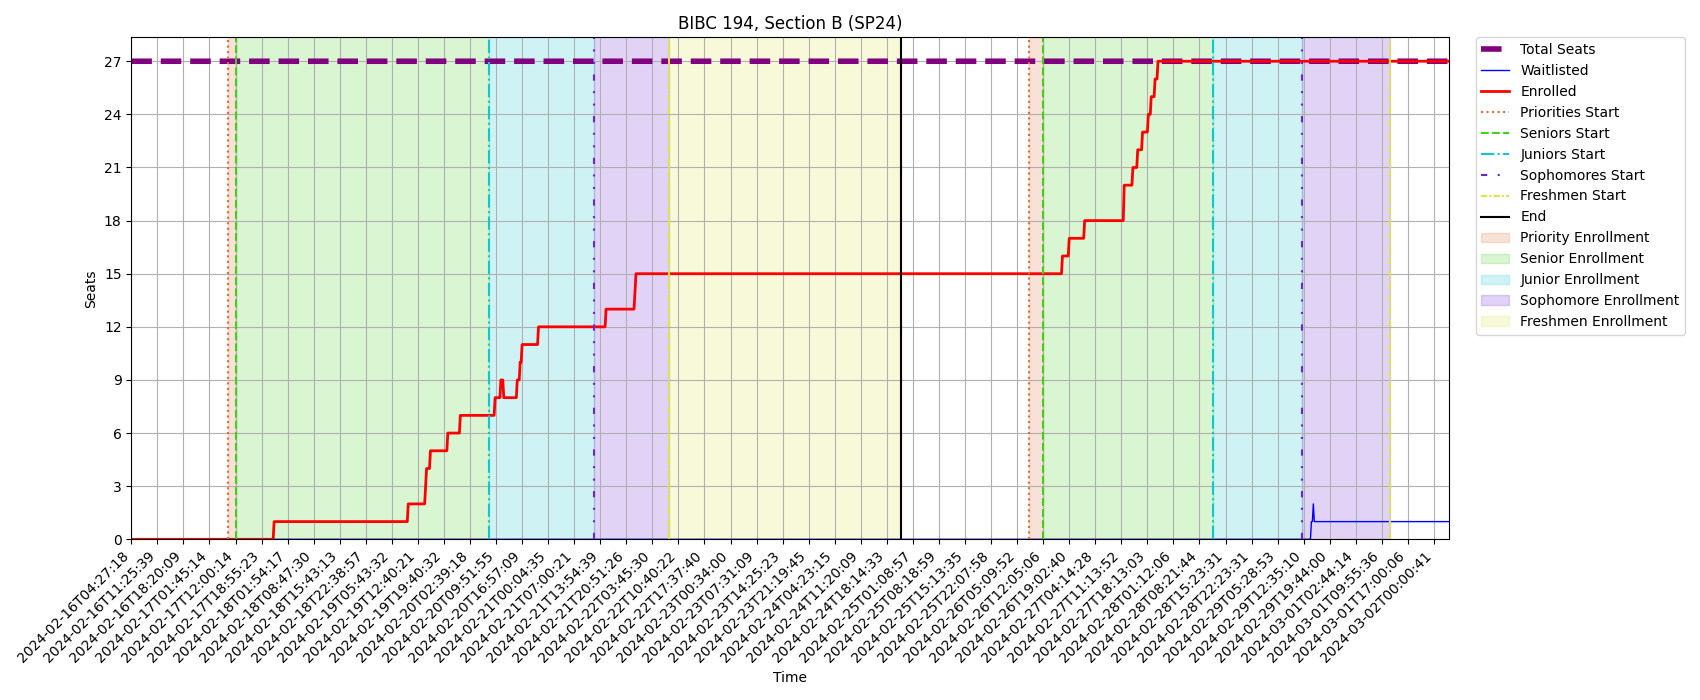 BIBC 194, Section B (SP24)
Seats
27
24
21
18
15
12
9
6
3
0
2024-02-16T04:27:18
2024-02-16T11:25:39
2024-02-16T18:20:09
2024-02-17T01:45:14
2024-02-17T12:00:14
2024-02-17T18:55:23
2024-02-18T01:54:17
2024-02-18T08:47:30
2024-02-18T15:43:13
2024-02-18T22:38:57
2024-02-19T05:43:32
2024-02-19T12:40:21
2024-02-19T19:40:32
2024-02-20T02:39:18
2024-02-20T09:51:55
2024-02-20T16:57:09
2024-02-21T00:04:35
2024-02-21T07:00:21
2024-02-21T13:54:39
2024-02-21T20:51:26
2024-02-22T03:45:30
2024-02-22T10:40:22
2024-02-22T17:37:40
2024-02-23T00:34:00
2024-02-23T07:31:09
2024-02-23T14:25:23
2024-02-23T21:19:45
2024-02-24T04:23:15
2024-02-24T11:20:09
2024-02-24T18:14:33
2024-02-25T01:08:57
2024-02-25T08:18:59
2024-02-25T15:13:35
2024-02-25T22:07:58
2024-02-26T05:09:52
2024-02-26T12:05:06
2024-02-26T19:02:40
2024-02-27T04:14:28
2024-02-27T11:13:52
2024-02-27T18:13:03
2024-02-28T01:12:06
2024-02-28T08:21:44
2024-02-28T15:23:31
2024-02-28T22:23:31
2024-02-29T05:28:53
2024-02-29T12:35:10
2024-02-29T19:44:00
2024-03-01T02:44:14
2024-03-01T09:55:36
2024-03-01T17:00:06
2024-03-02T00:00:41
Time
Total Seats
Waitlisted
Enrolled
Priorities Start
Seniors Start
Juniors Start
Sophomores Start
Freshmen Start
End
Priority Enrollment
Senior Enrollment
Junior Enrollment
Sophomore Enrollment
Freshmen Enrollment